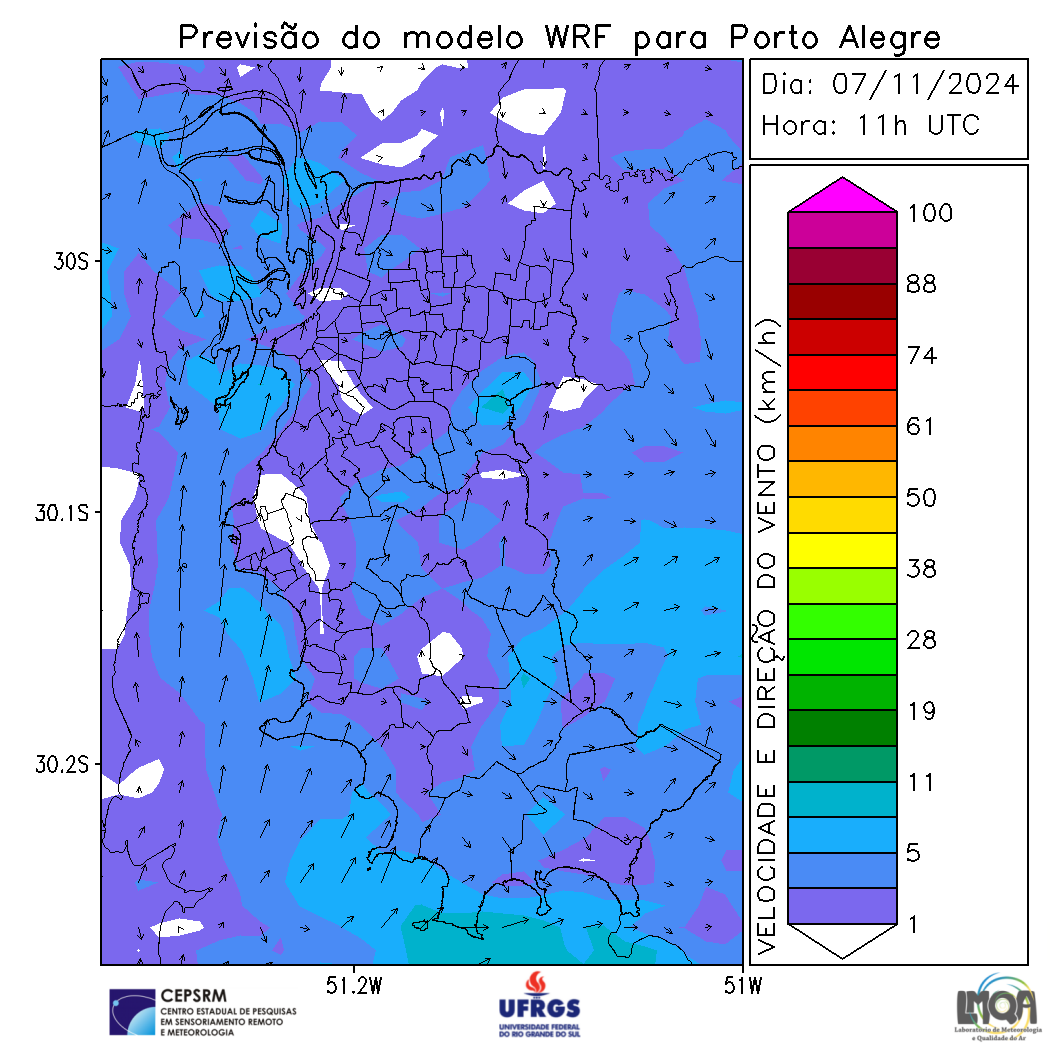 Previsão do modelo WRF para Porto Alegre
Dia: 07/11/2024
Hora: 11h UTC
VELOCIDADE E DIREÇÃO DO VENTO (km/h)
100
88
74
61
50
38
28
19
11
5
1
30S
30.1S
30.2S
51.2W
51W
CEPSRM
CENTRO ESTADUAL DE PESQUISAS
EM SENSORIAMENTO REMOTO
E METEOROLOGIA
UFRGS
UNIVERSIDADE FEDERAL
DO RIO GRANDE DO SUL
LMQA
Laboratório de Meteorologia
e Qualidade do Ar